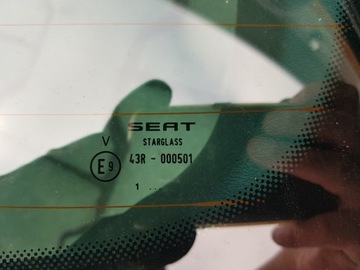 SEAT
V STARGLASS
E9 43R - 000501
1 ...